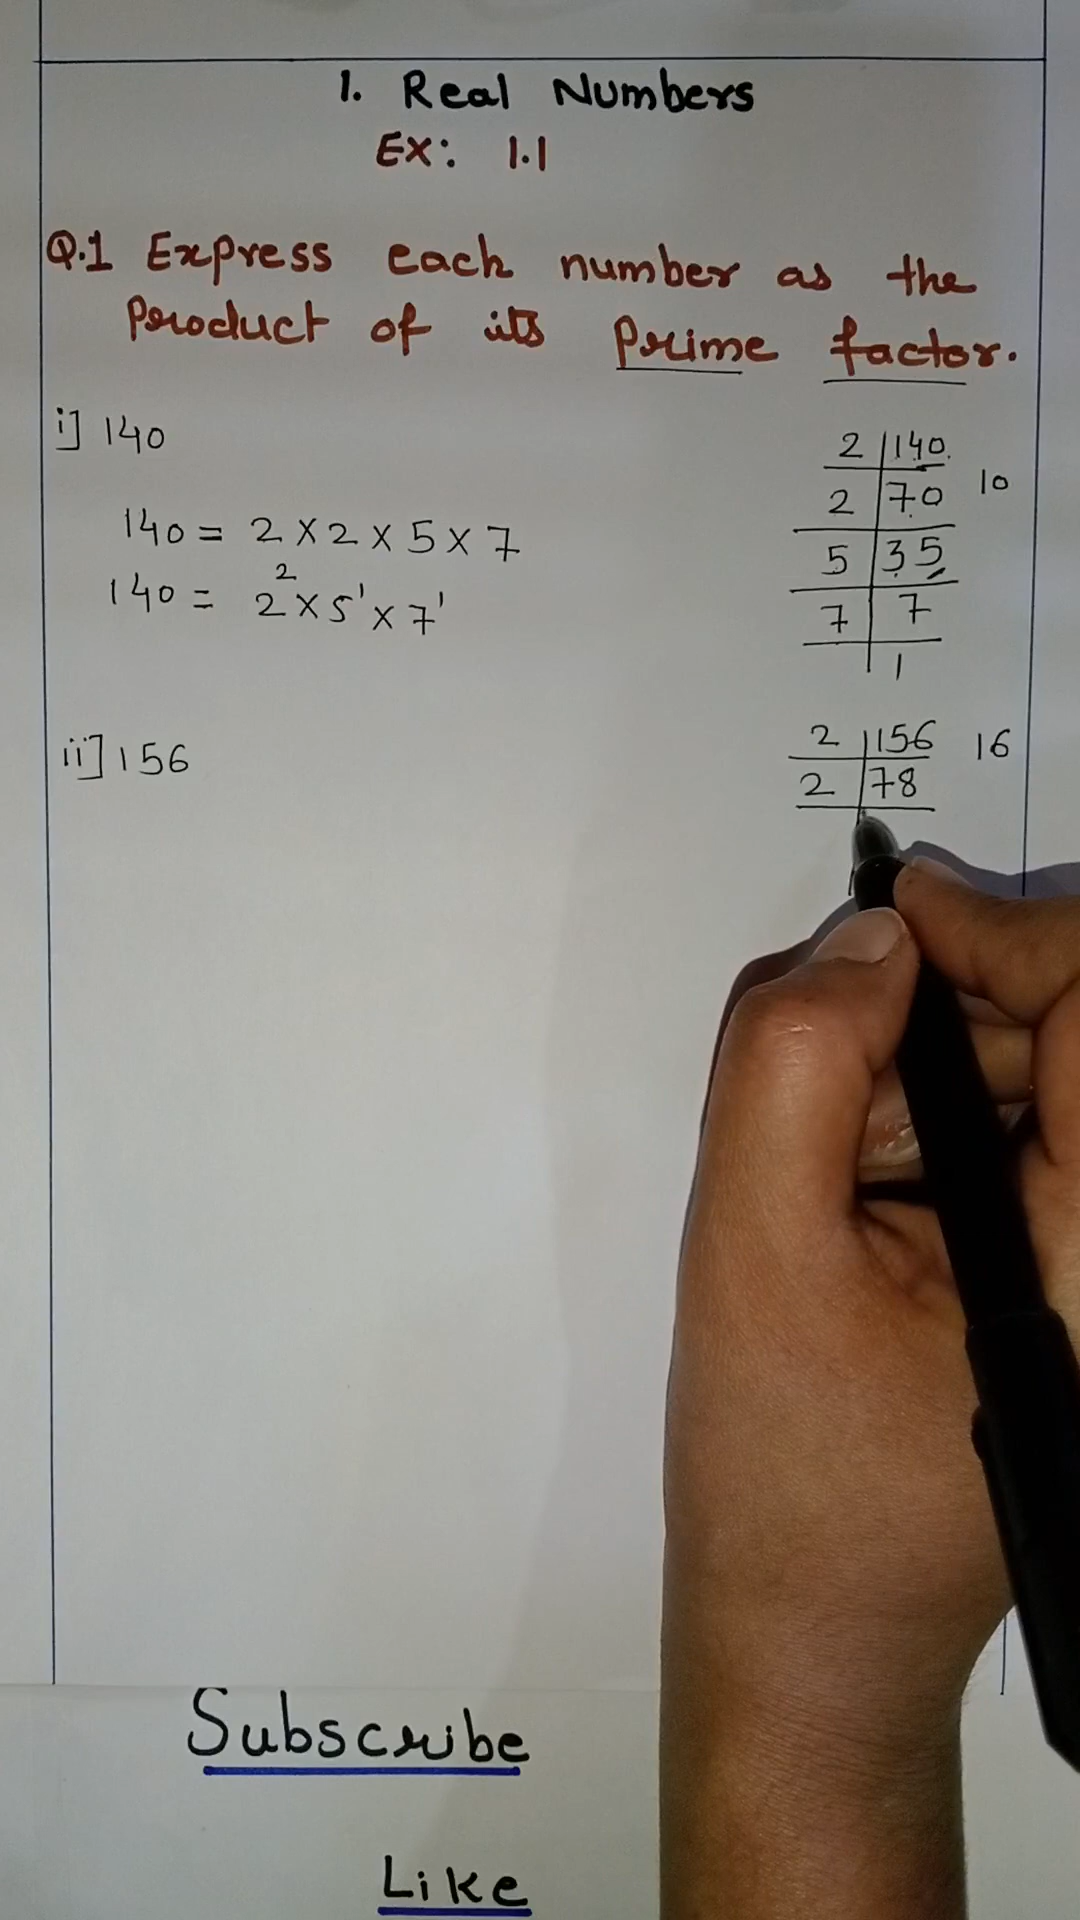 1. Real Numbers
Ex: 1.1
Q.1 Express each number as the
Product of its Prime factor.
i] 140
2 | 140
2 | 70 10
5 | 35
7 | 7
1
140 = 2 × 2 × 5 × 7
140 = 2² × 5¹ × 7¹
ii] 156
2 | 156 16
2 | 78
Subscribe
Like